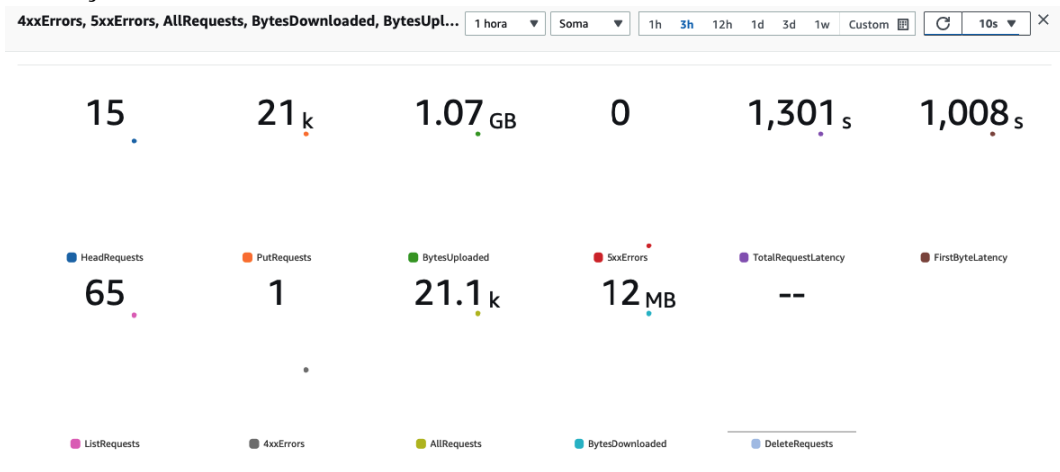 4xxErrors, 5xxErrors, AllRequests, BytesDownloaded, BytesUpl... 1 hora Soma 1h 3h 12h 1d 3d 1w Custom 10s
15 21 k 1.07 GB 0 1,301 s 1,008 s
HeadRequests PutRequests BytesUploaded 5xxErrors TotalRequestLatency FirstByteLatency
65 1 21.1 k 12 MB --
ListRequests 4xxErrors AllRequests BytesDownloaded DeleteRequests